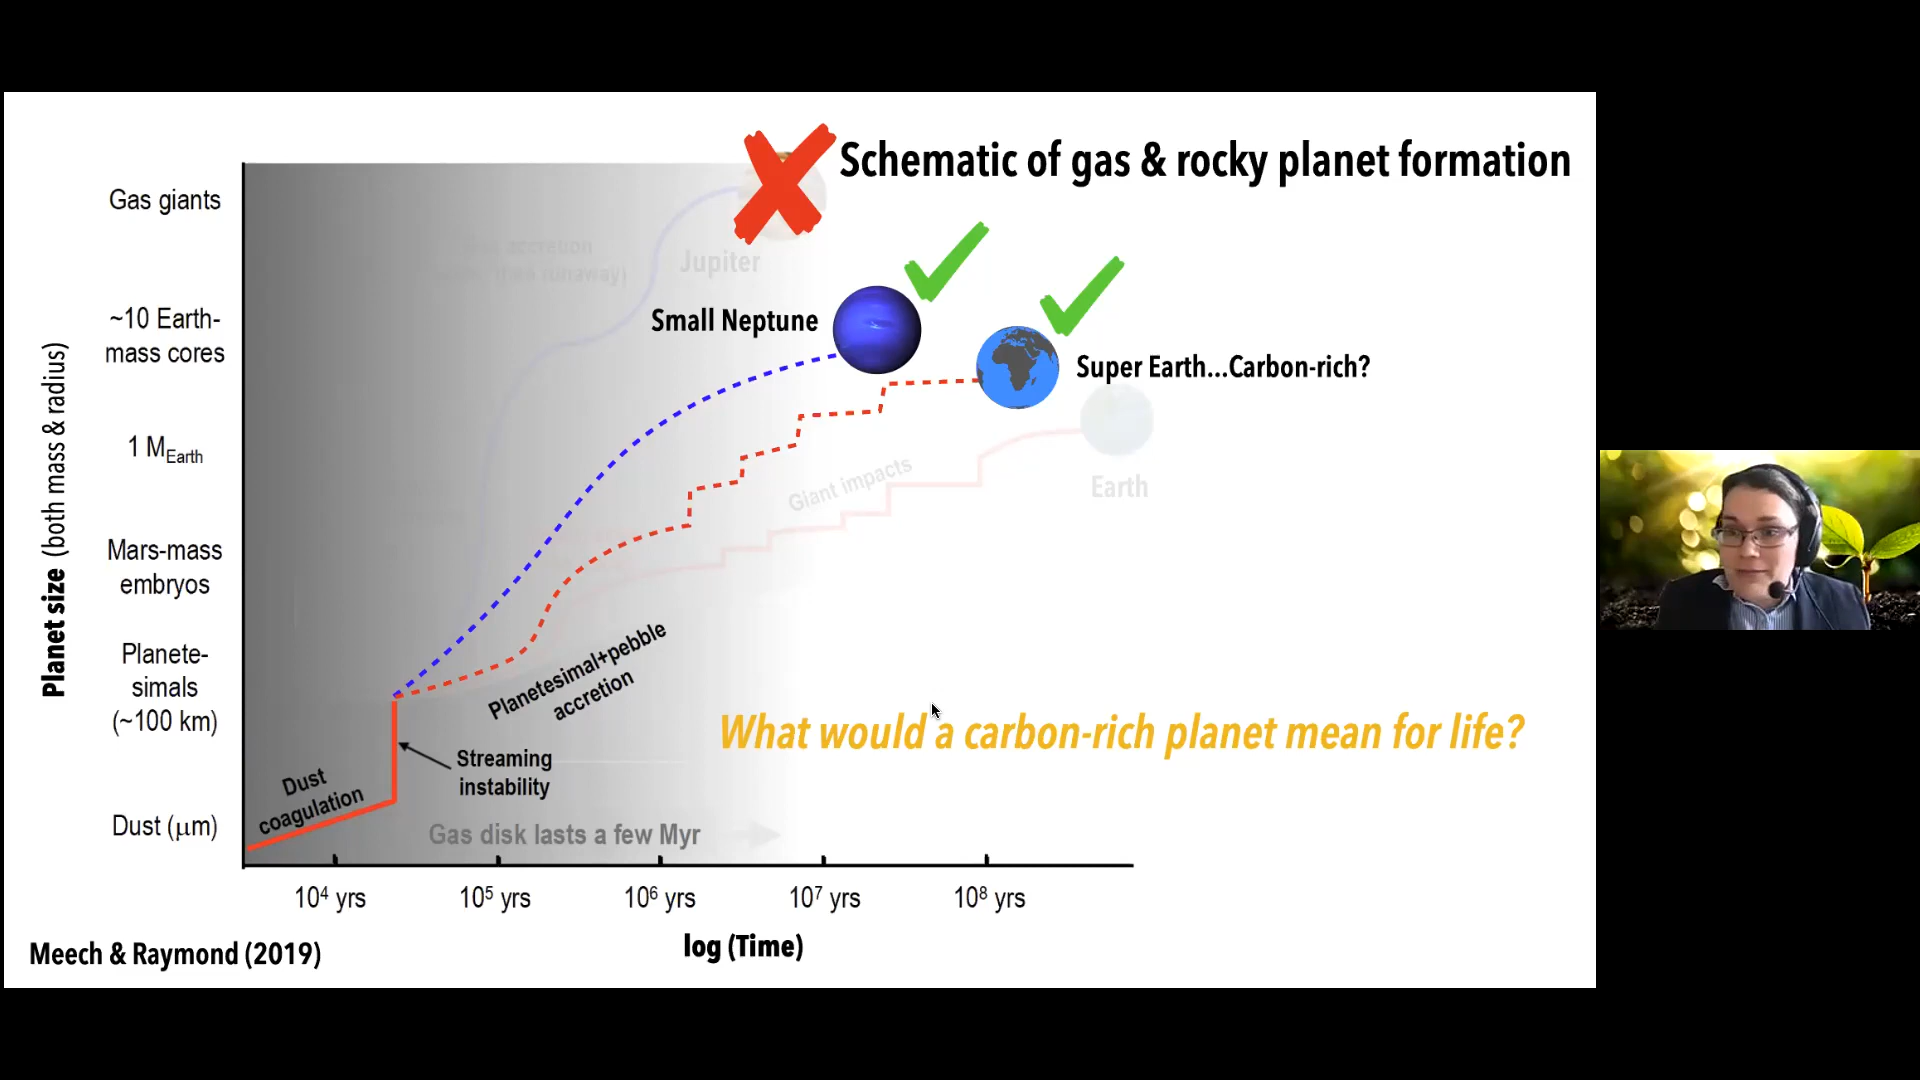 Schematic of gas & rocky planet formation
Gas giants
~10 Earth-
mass cores
1 MEarth
Mars-mass
embryos
Planete-
simals
(~100 km)
Dust (μm)
Planet size (both mass & radius)
accretion
runaway)
Jupiter
Small Neptune
Super Earth...Carbon-rich?
Earth
Giant impacts
Planetesimal+pebble
accretion
Streaming
instability
Dust
coagulation
What would a carbon-rich planet mean for life?
Gas disk lasts a few Myr
10⁴ yrs
10⁵ yrs
10⁶ yrs
10⁷ yrs
10⁸ yrs
log (Time)
Meech & Raymond (2019)